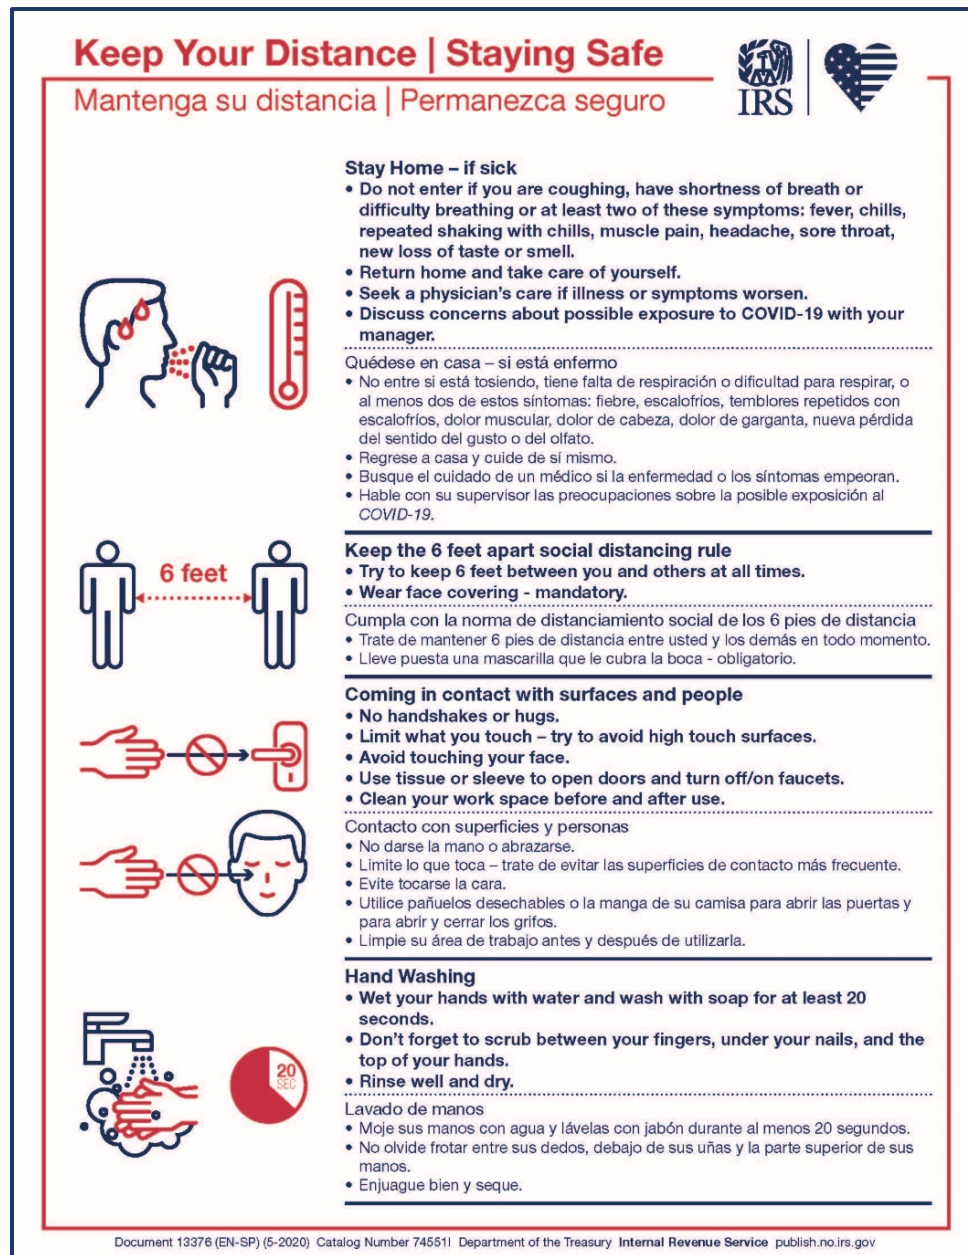 Keep Your Distance | Staying Safe
Mantenga su distancia | Permanezca seguro
IRS
Stay Home – if sick
• Do not enter if you are coughing, have shortness of breath or
difficulty breathing or at least two of these symptoms: fever, chills,
repeated shaking with chills, muscle pain, headache, sore throat,
new loss of taste or smell.
• Return home and take care of yourself.
• Seek a physician's care if illness or symptoms worsen.
• Discuss concerns about possible exposure to COVID-19 with your
manager.
Quédese en casa – si está enfermo
• No entre si está tosiendo, tiene falta de respiración o dificultad para respirar, o
al menos dos de estos síntomas: fiebre, escalofríos, temblores repetidos con
escalofríos, dolor muscular, dolor de cabeza, dolor de garganta, nueva pérdida
del sentido del gusto o del olfato.
• Regrese a casa y cuide de sí mismo.
• Busque el cuidado de un médico si la enfermedad o los síntomas empeoran.
• Hable con su supervisor las preocupaciones sobre la posible exposición al
COVID-19.
6 feet
Keep the 6 feet apart social distancing rule
• Try to keep 6 feet between you and others at all times.
• Wear face covering - mandatory.
Cumpla con la norma de distanciamiento social de los 6 pies de distancia
• Trate de mantener 6 pies de distancia entre usted y los demás en todo momento.
• Lleve puesta una mascarilla que le cubra la boca - obligatorio.
Coming in contact with surfaces and people
• No handshakes or hugs.
• Limit what you touch – try to avoid high touch surfaces.
• Avoid touching your face.
• Use tissue or sleeve to open doors and turn off/on faucets.
• Clean your work space before and after use.
Contacto con superficies y personas
• No darse la mano o abrazarse.
• Limite lo que toca – trate de evitar las superficies de contacto más frecuente.
• Evite tocarse la cara.
• Utilice pañuelos desechables o la manga de su camisa para abrir las puertas y
para abrir y cerrar los grifos.
• Limpie su área de trabajo antes y después de utilizarla.
Hand Washing
• Wet your hands with water and wash with soap for at least 20
seconds.
• Don't forget to scrub between your fingers, under your nails, and the
top of your hands.
• Rinse well and dry.
20
SEC
Lavado de manos
• Moje sus manos con agua y lávelas con jabón durante al menos 20 segundos.
• No olvide frotar entre sus dedos, debajo de sus uñas y la parte superior de sus
manos.
• Enjuague bien y seque.
Document 13376 (EN-SP) (5-2020) Catalog Number 74551I Department of the Treasury Internal Revenue Service publish.no.irs.gov